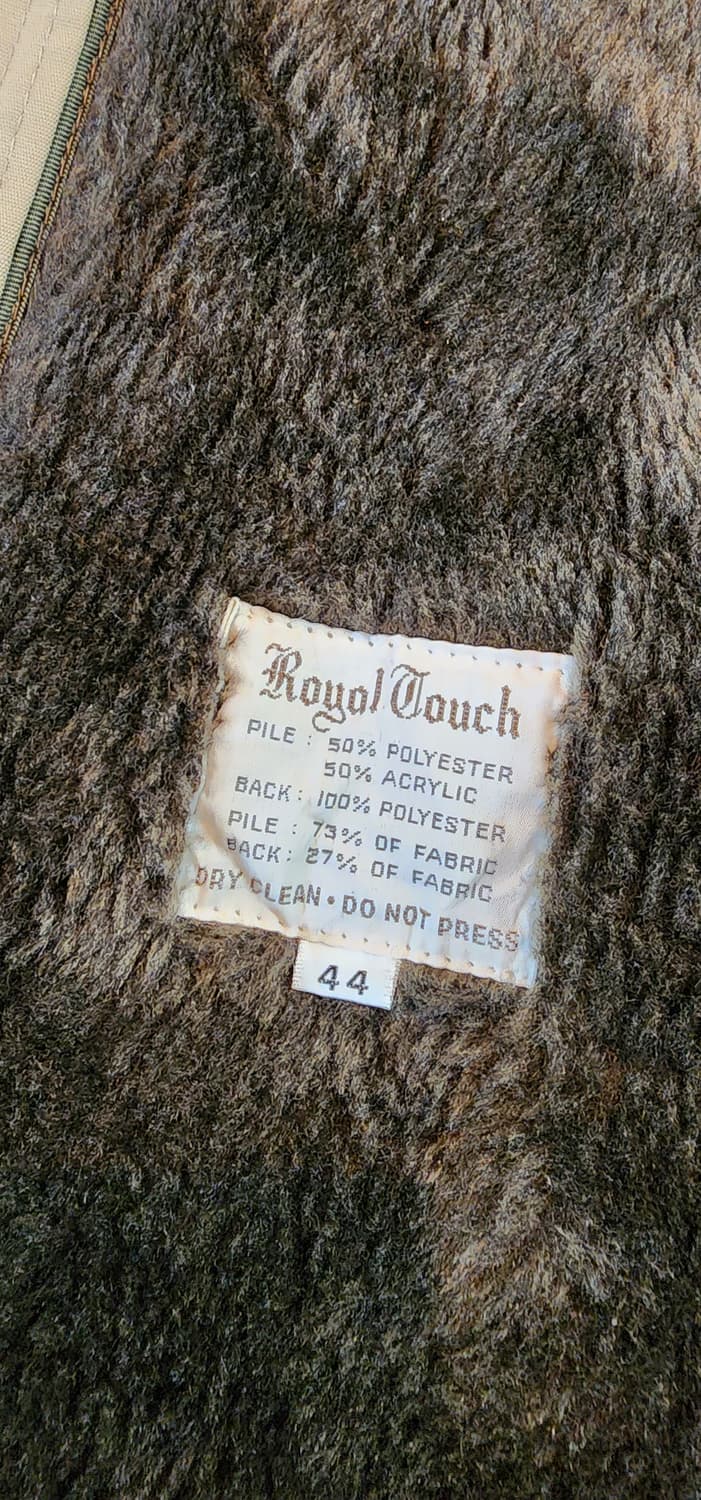 Royal Touch
PILE : 50% POLYESTER
50% ACRYLIC
BACK : 100% POLYESTER
PILE : 73% OF FABRIC
BACK : 27% OF FABRIC
DRY CLEAN • DO NOT PRESS
44